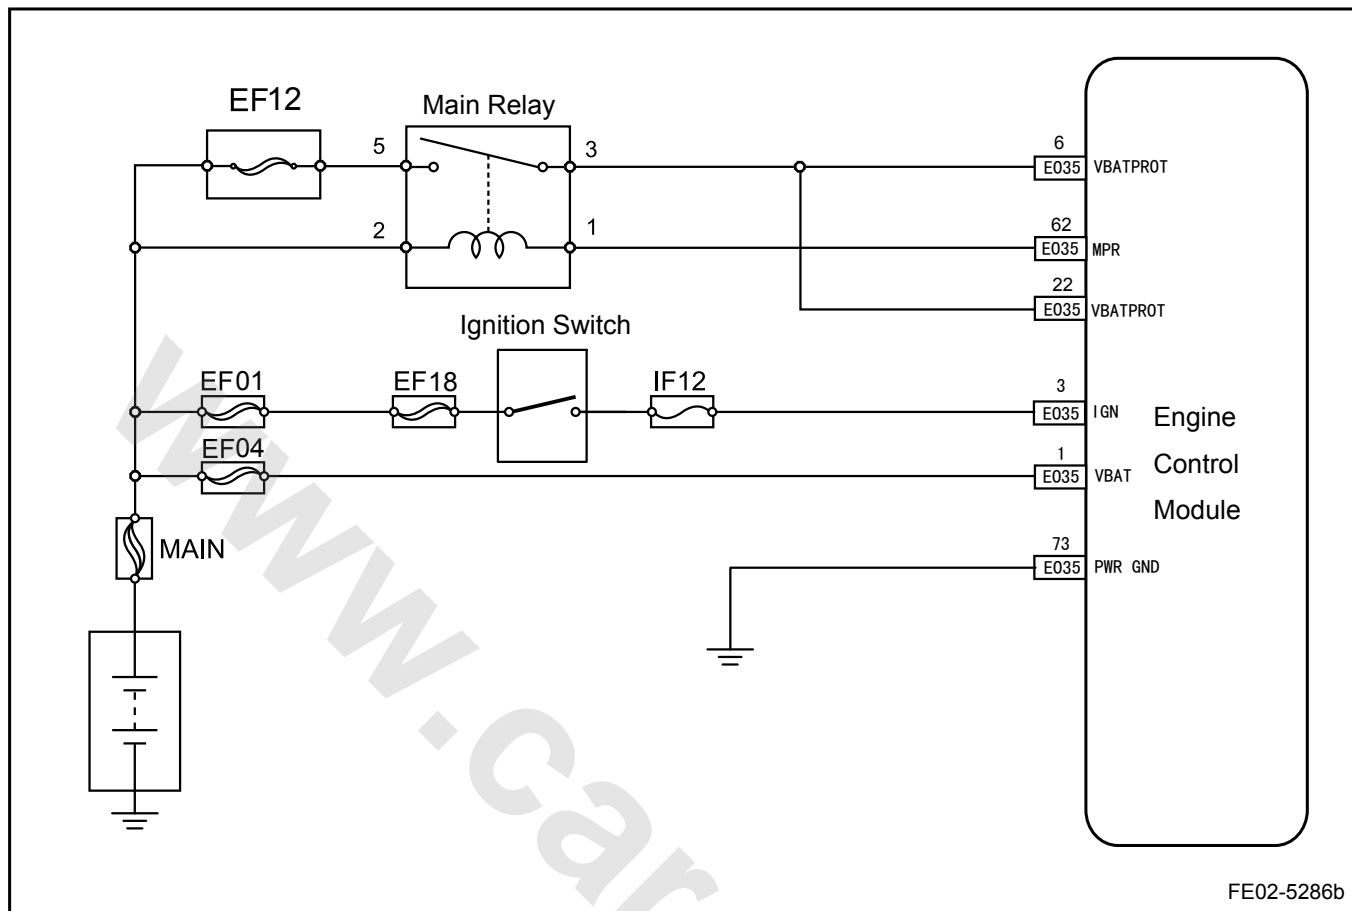 EF12
Main Relay
5
3
6
E035 VBATPROT
2
1
62
E035 MPR
22
E035 VBATPROT
Ignition Switch
EF01
EF18
IF12
3
E035 IGN
EF04
1
E035 VBAT
Engine
Control
Module
MAIN
73
E035 PWR GND
www.car
FE02-5286b